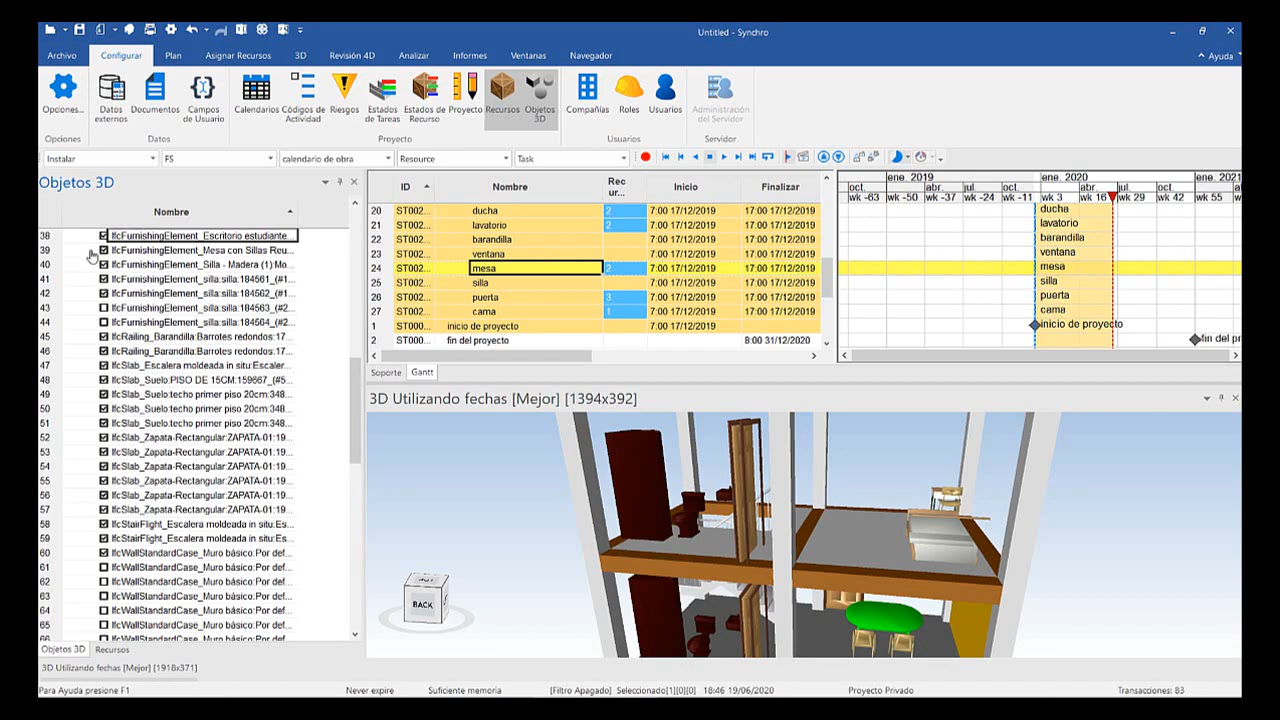 Untitled - Synchro
Archivo Configurar Plan Asignar Recursos 3D Revisión 4D Analizar Informes Ventanas Navegador Ayuda
Opciones... Datos externos Documentos Campos de Usuario Calendarios Códigos de Actividad Riesgos Estados de Tareas Estados de Recurso Proyecto Recursos Objetos 3D Compañías Roles Usuarios Administración del Servidor
Opciones Datos Proyecto Usuarios Servidor
Instalar FS calendario de obra Resource Task
Objetos 3D
Nombre
38 IfcFurnishingElement_Escritorio estudiante...
39 IfcFurnishingElement_Mesa con Sillas Reu...
40 IfcFurnishingElement_Silla - Madera (1):Mo...
41 IfcFurnishingElement_silla:silla:184561_(#1...
42 IfcFurnishingElement_silla:silla:184562_(#1...
43 IfcFurnishingElement_silla:silla:184563_(#2...
44 IfcFurnishingElement_silla:silla:184564_(#2...
45 IfcRailing_Barandilla:Barrotes redondos:17...
46 IfcRailing_Barandilla:Barrotes redondos:17...
47 IfcSlab_Escalera moldeada in situ:Escaler...
48 IfcSlab_Suelo:PISO DE 15CM:159667_(#5...
49 IfcSlab_Suelo:techo primer piso 20cm:348...
50 IfcSlab_Suelo:techo primer piso 20cm:348...
51 IfcSlab_Suelo:techo primer piso 20cm:348...
52 IfcSlab_Zapata-Rectangular:ZAPATA-01:19...
53 IfcSlab_Zapata-Rectangular:ZAPATA-01:19...
54 IfcSlab_Zapata-Rectangular:ZAPATA-01:19...
55 IfcSlab_Zapata-Rectangular:ZAPATA-01:19...
56 IfcSlab_Zapata-Rectangular:ZAPATA-01:19...
57 IfcSlab_Zapata-Rectangular:ZAPATA-01:19...
58 IfcStairFlight_Escalera moldeada in situ:Es...
59 IfcStairFlight_Escalera moldeada in situ:Es...
60 IfcWallStandardCase_Muro básico:Por def...
61 IfcWallStandardCase_Muro básico:Por def...
62 IfcWallStandardCase_Muro básico:Por def...
63 IfcWallStandardCase_Muro básico:Por def...
64 IfcWallStandardCase_Muro básico:Por def...
65 IfcWallStandardCase_Muro básico:Por def...
66 IfcWallStandardCase_Muro básico:Por def...
Objetos 3D Recursos
ID Nombre Recur... Inicio Finalizar
20 ST002... ducha 2 7:00 17/12/2019 17:00 17/12/2019
21 ST002... lavatorio 2 7:00 17/12/2019 17:00 17/12/2019
22 ST002... barandilla 7:00 17/12/2019 17:00 17/12/2019
23 ST002... ventana 7:00 17/12/2019 17:00 17/12/2019
24 ST002... mesa 2 7:00 17/12/2019 17:00 17/12/2019
25 ST002... silla 7:00 17/12/2019 17:00 17/12/2019
26 ST002... puerta 3 7:00 17/12/2019 17:00 17/12/2019
27 ST002... cama 1 7:00 17/12/2019 17:00 17/12/2019
1 ST000... inicio de proyecto 7:00 17/12/2019
2 ST000... fin del proyecto 8:00 31/12/2020
Soporte Gantt
ene. 2019 ene. 2020 ene. 2021
oct. abr. jul. oct. abr. jul. oct.
wk -63 wk -50 wk -37 wk -24 wk -11 wk 3 wk 16 wk 29 wk 42 wk 55
ducha
lavatorio
barandilla
ventana
mesa
silla
puerta
cama
inicio de proyecto
fin del pr
3D Utilizando fechas [Mejor] [1394x392]
BACK
3D Utilizando fechas [Mejor] [1918x371]
Para Ayuda presione F1 Never expire Suficiente memoria [Filtro Apagado] Seleccionado[1][0][0] 18:46 19/06/2020 Proyecto Privado Transacciones: 83